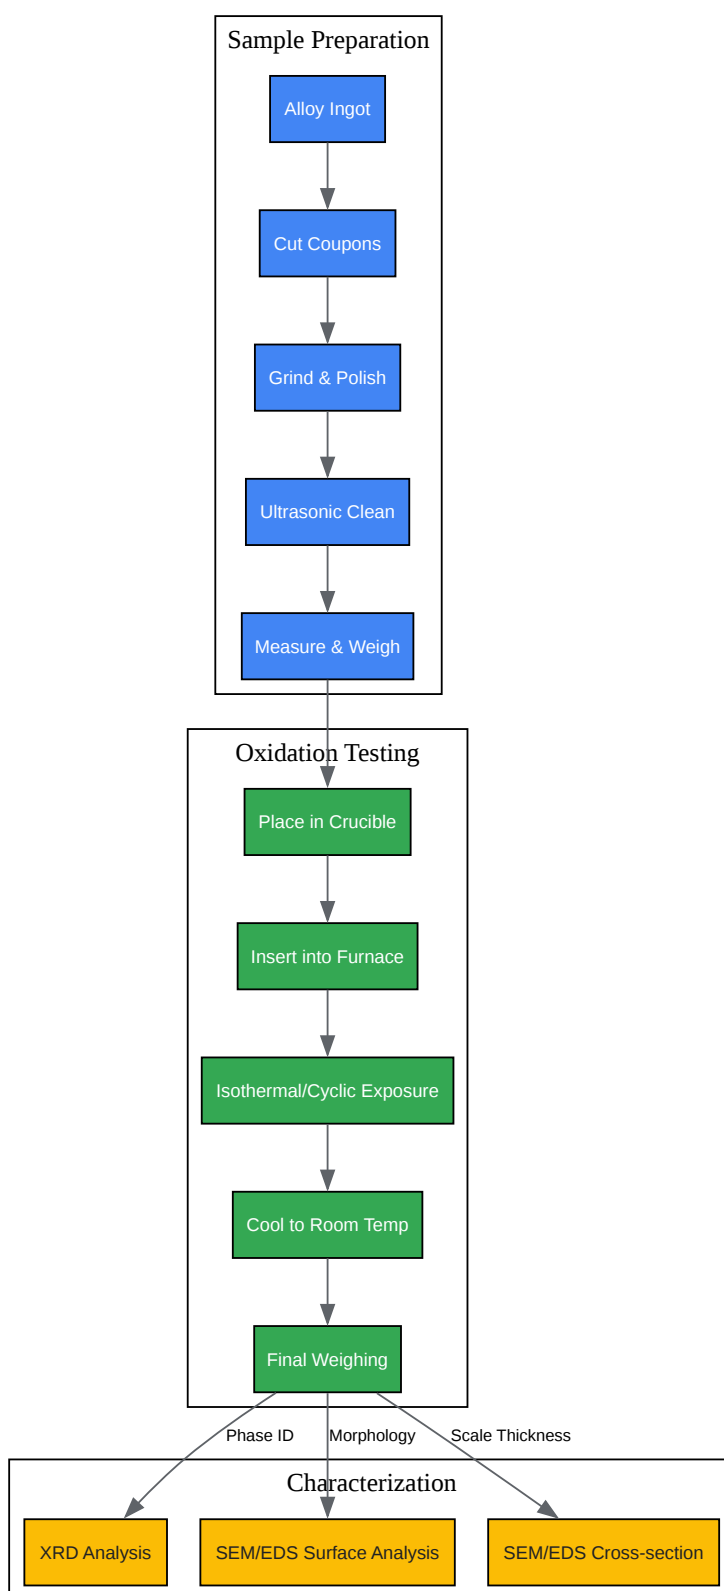 Sample Preparation
Alloy Ingot
Cut Coupons
Grind & Polish
Ultrasonic Clean
Measure & Weigh
Oxidation Testing
Place in Crucible
Insert into Furnace
Isothermal/Cyclic Exposure
Cool to Room Temp
Final Weighing
Phase ID
Morphology
Scale Thickness
Characterization
XRD Analysis
SEM/EDS Surface Analysis
SEM/EDS Cross-section